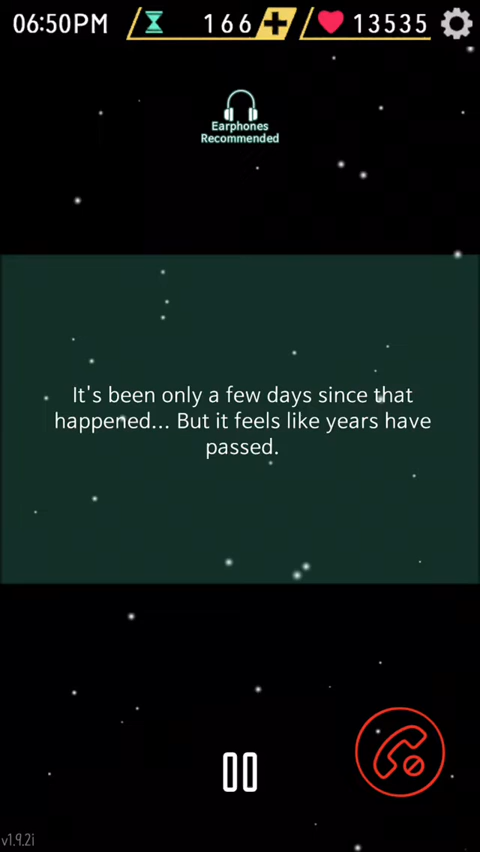 06:50PM 166 13535
Earphones
Recommended
It's been only a few days since that
happened... But it feels like years have
passed.
v1.9.2i